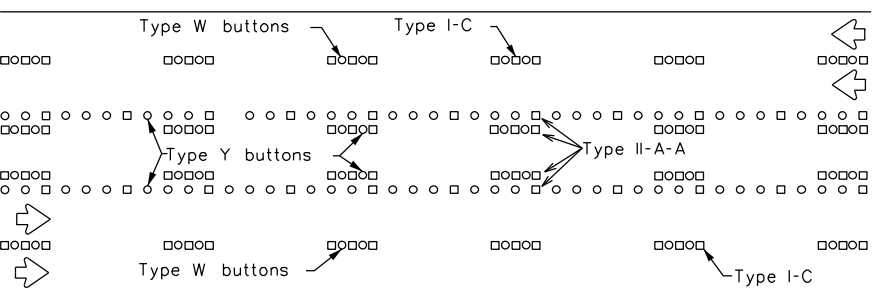 Type W buttons
Type I-C
Type Y buttons
Type II-A-A
Type W buttons
Type I-C